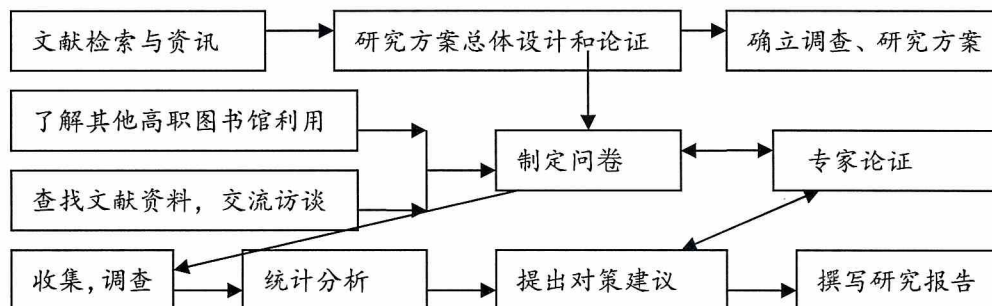 文献检索与资讯
研究方案总体设计和论证
确立调查、研究方案
了解其他高职图书馆利用
制定问卷
专家论证
查找文献资料，交流访谈
收集，调查
统计分析
提出对策建议
撰写研究报告